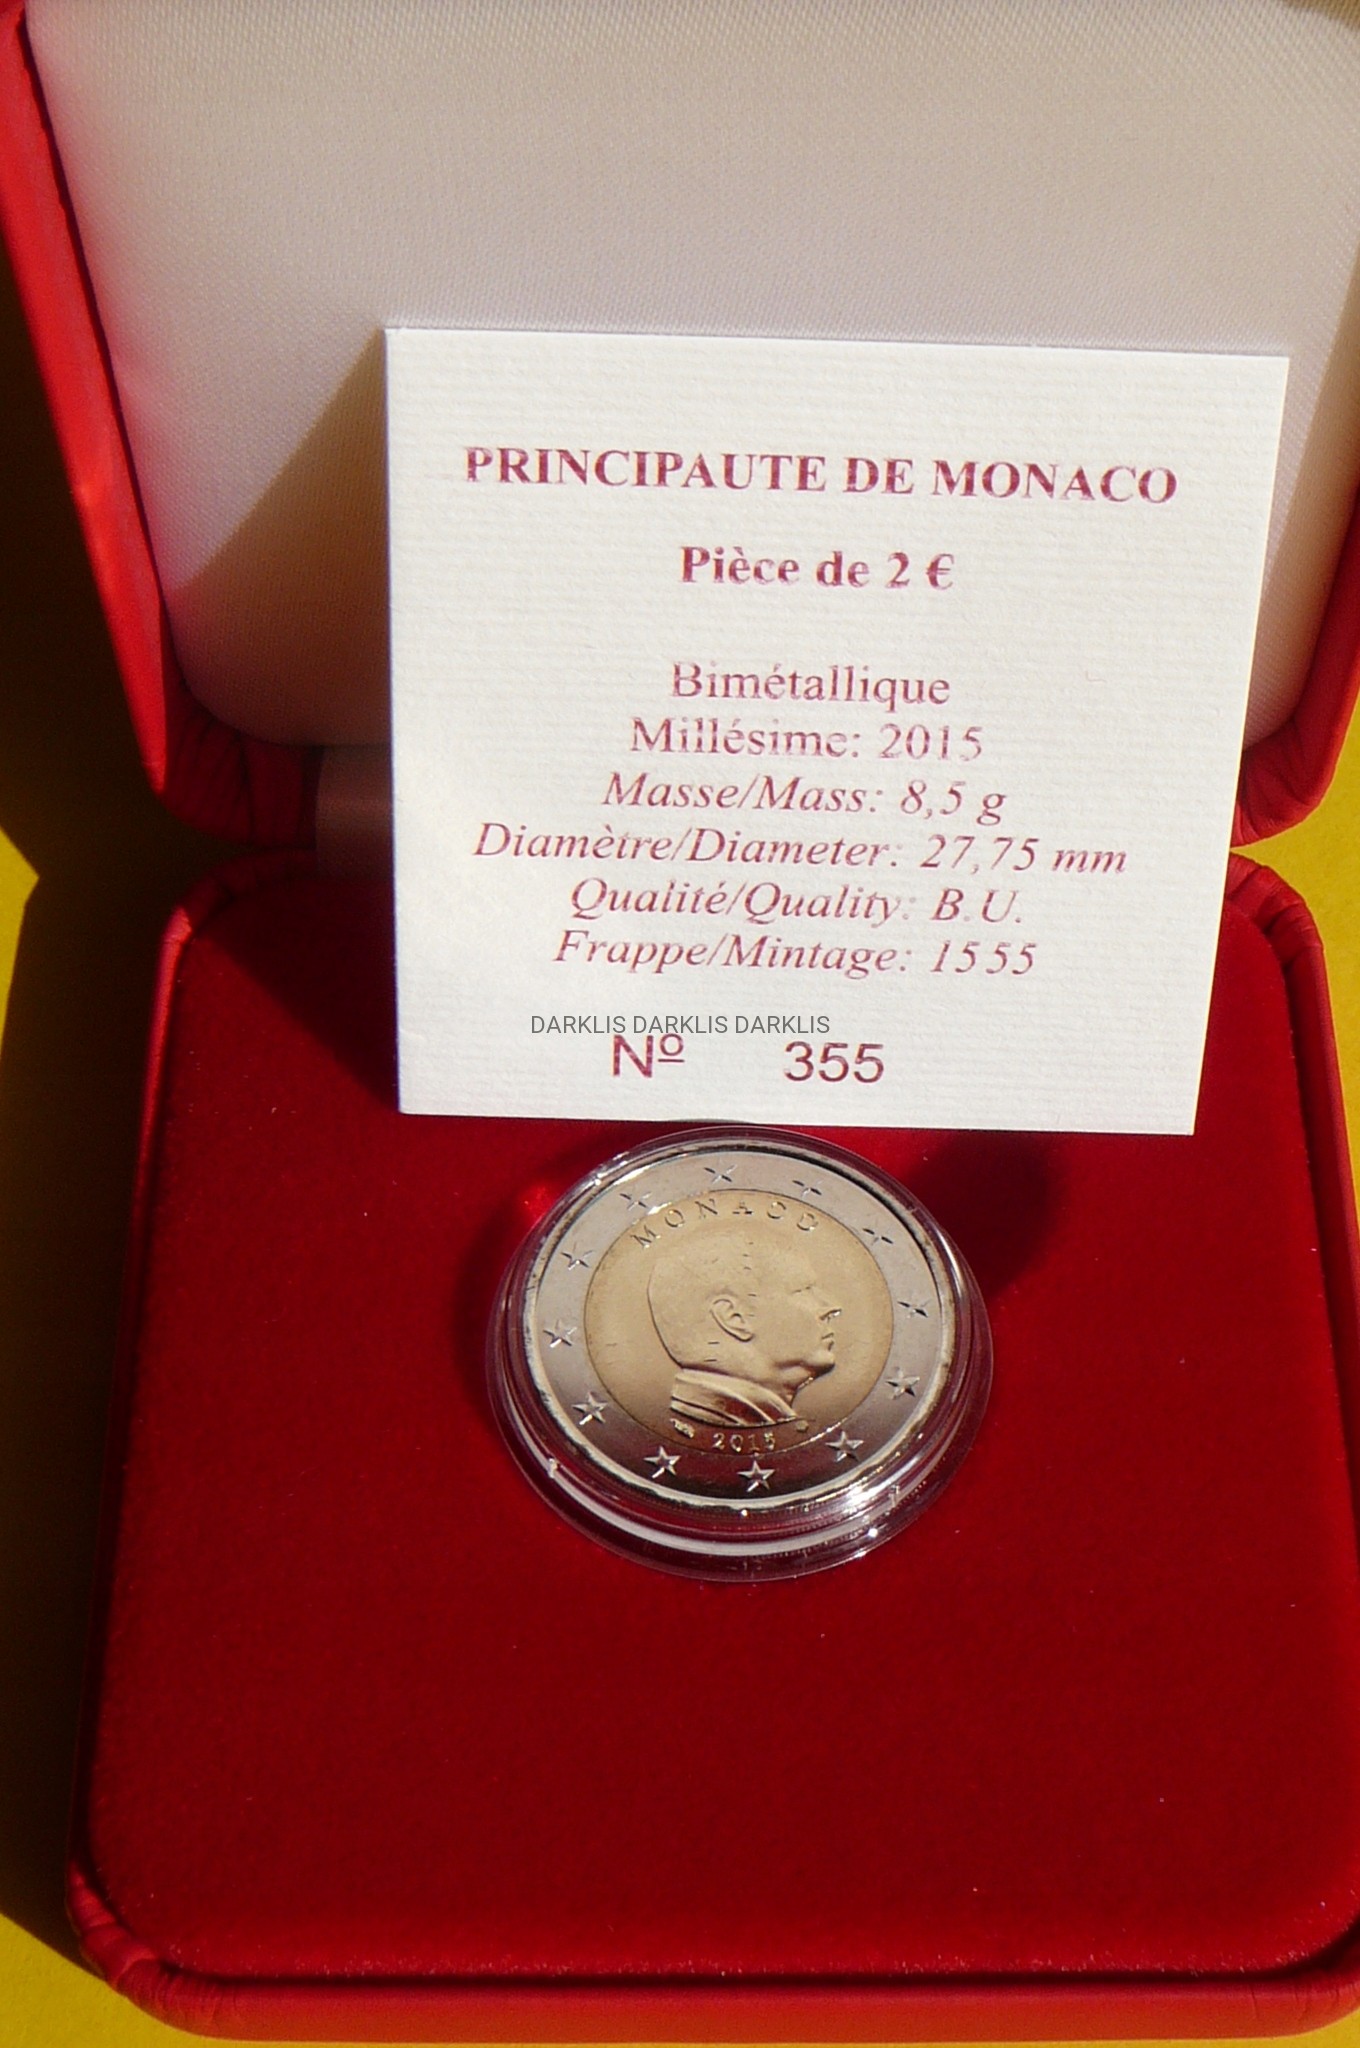 PRINCIPAUTE DE MONACO
Pièce de 2 €
Bimétallique
Millésime: 2015
Masse/Mass: 8,5 g
Diamètre/Diameter: 27,75 mm
Qualité/Quality: B.U.
Frappe/Mintage: 1555
DARKLIS DARKLIS DARKLIS
Nº 355
MONACO
2015